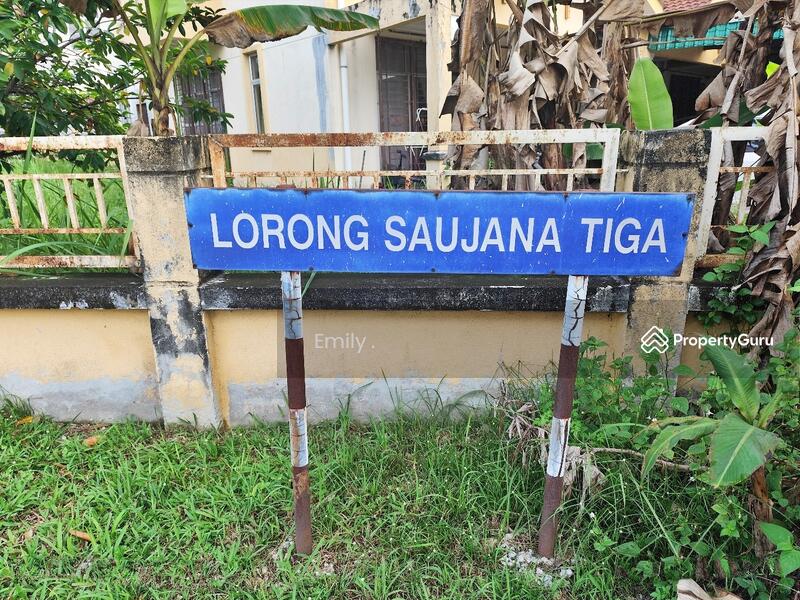 LORONG SAUJANA TIGA
Emily .
PropertyGuru